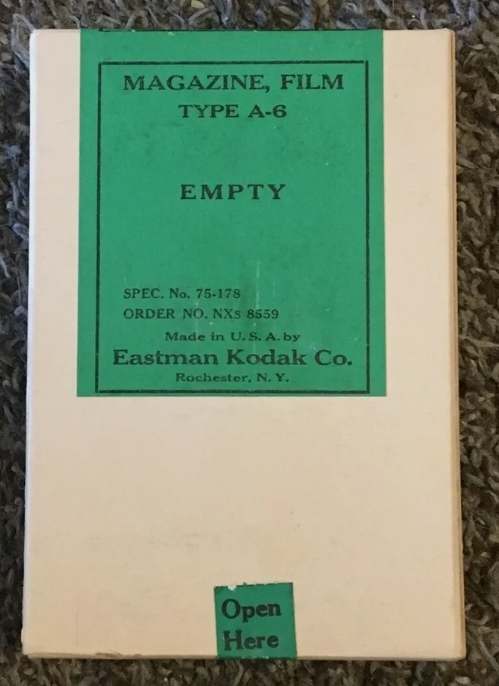 MAGAZINE, FILM
TYPE A-6
EMPTY
SPEC. No. 75-178
ORDER NO. NXs 8559
Made in U. S. A. by
Eastman Kodak Co.
Rochester, N. Y.
Open
Here